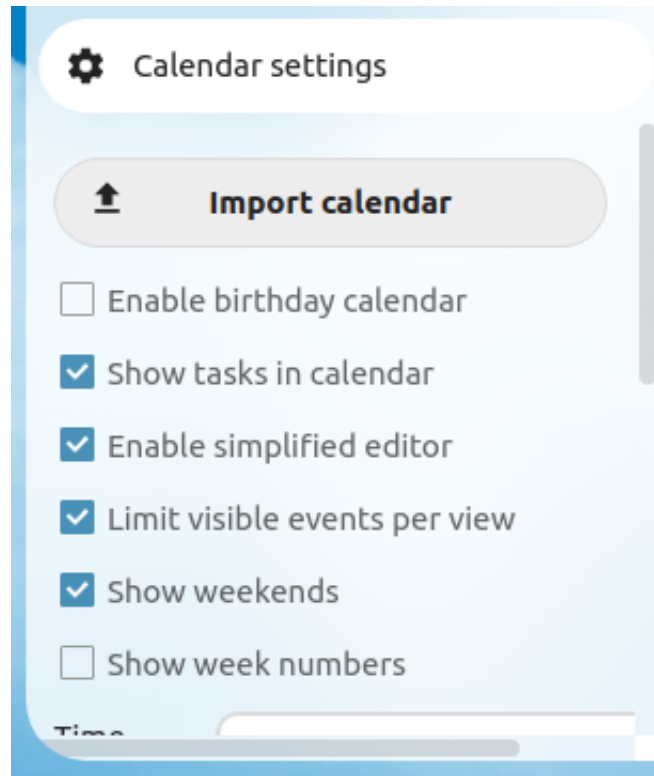 Calendar settings
Import calendar
Enable birthday calendar
Show tasks in calendar
Enable simplified editor
Limit visible events per view
Show weekends
Show week numbers
Time